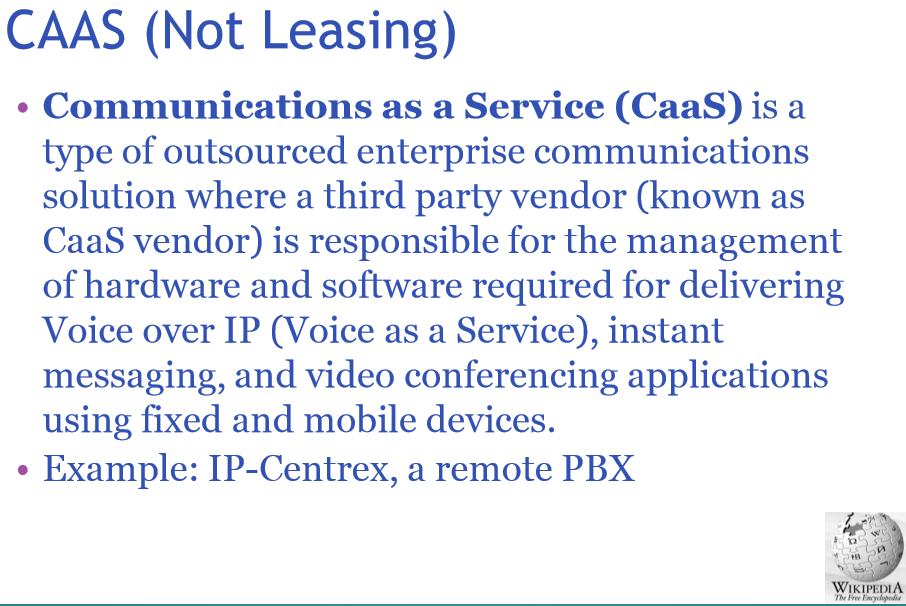 CAAS (Not Leasing)
• Communications as a Service (CaaS) is a
type of outsourced enterprise communications
solution where a third party vendor (known as
CaaS vendor) is responsible for the management
of hardware and software required for delivering
Voice over IP (Voice as a Service), instant
messaging, and video conferencing applications
using fixed and mobile devices.
• Example: IP-Centrex, a remote PBX
WIKIPEDIA
The Free Encyclopedia